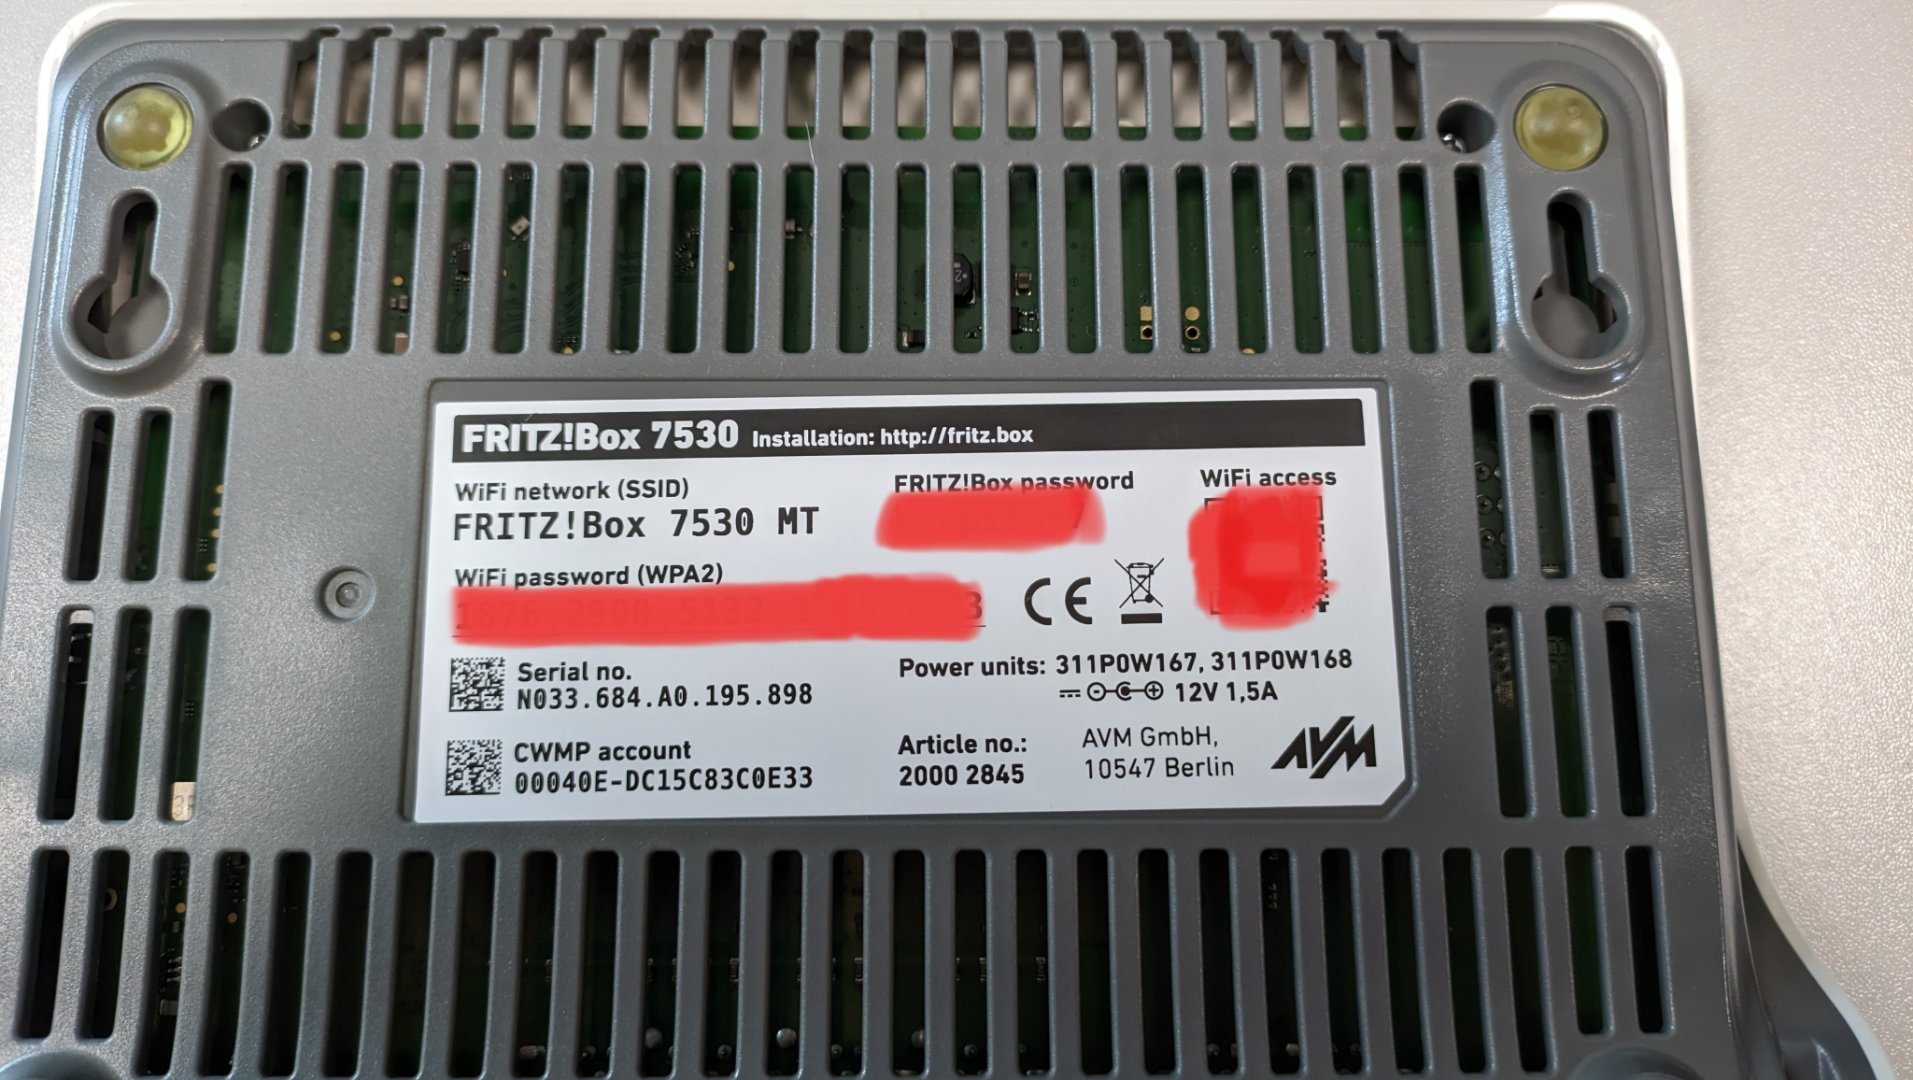 FRITZ!Box 7530 Installation: http://fritz.box
WiFi network (SSID)
FRITZ!Box 7530 MT
FRITZ!Box password
WiFi access
WiFi password (WPA2)
CE
Serial no.
N033.684.A0.195.898
Power units: 311P0W167, 311P0W168
12V 1,5A
CWMP account
00040E-DC15C83C0E33
Article no.:
2000 2845
AVM GmbH,
10547 Berlin
AVM